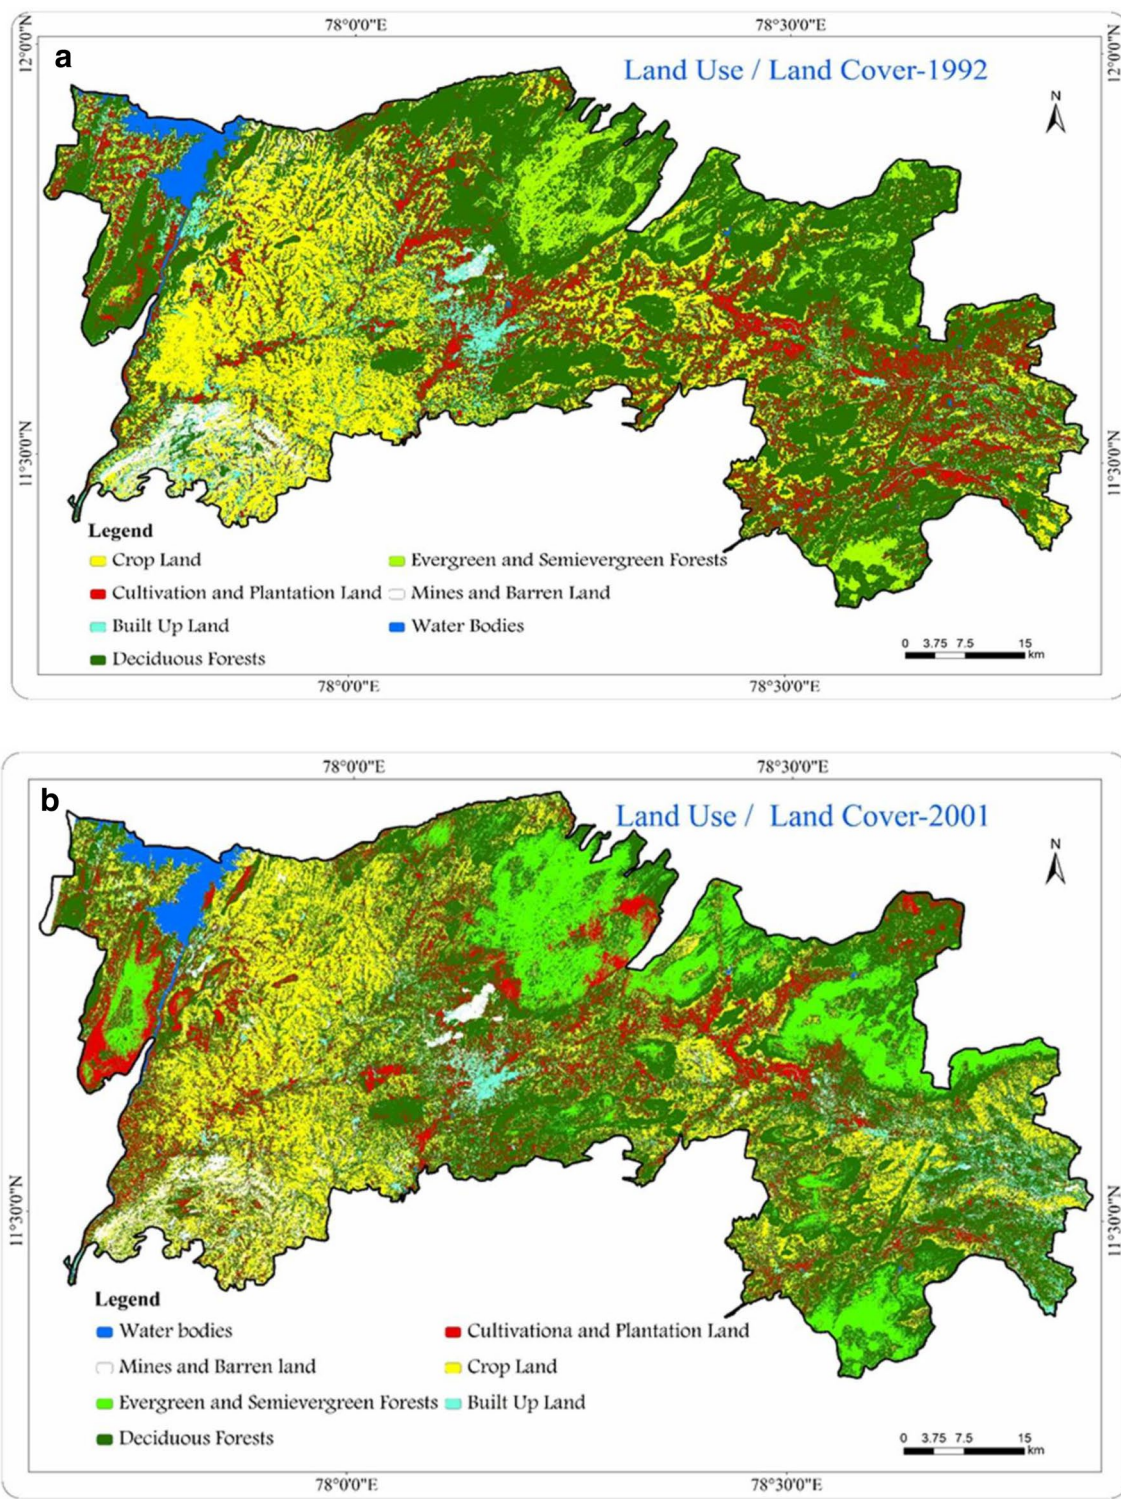 78°0'0"E 78°30'0"E
12°0'0"N
12°0'0"N
a
Land Use / Land Cover-1992
N
11°30'0"N
11°30'0"N
Legend
Crop Land
Evergreen and Semievergreen Forests
Cultivation and Plantation Land
Mines and Barren Land
Built Up Land
Water Bodies
Deciduous Forests
0 3.75 7.5 15
km
78°0'0"E 78°30'0"E
78°0'0"E 78°30'0"E
b
Land Use / Land Cover-2001
N
11°30'0"N
11°30'0"N
Legend
Water bodies
Cultivationa and Plantation Land
Mines and Barren land
Crop Land
Evergreen and Semievergreen Forests
Built Up Land
Deciduous Forests
0 3.75 7.5 15
km
78°0'0"E 78°30'0"E